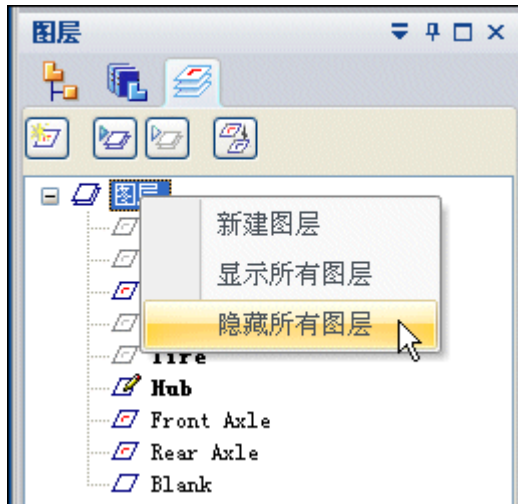 图层
图层
新建图层
显示所有图层
隐藏所有图层
Tire
Hub
Front Axle
Rear Axle
Blank